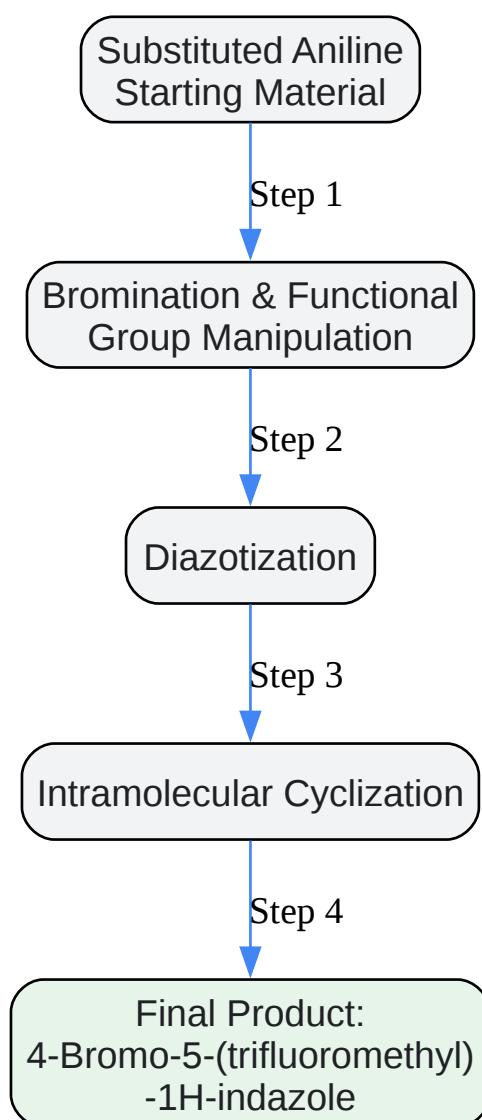 Substituted Aniline
Starting Material
Step 1
Bromination & Functional
Group Manipulation
Step 2
Diazotization
Step 3
Intramolecular Cyclization
Step 4
Final Product:
4-Bromo-5-(trifluoromethyl)
-1H-indazole